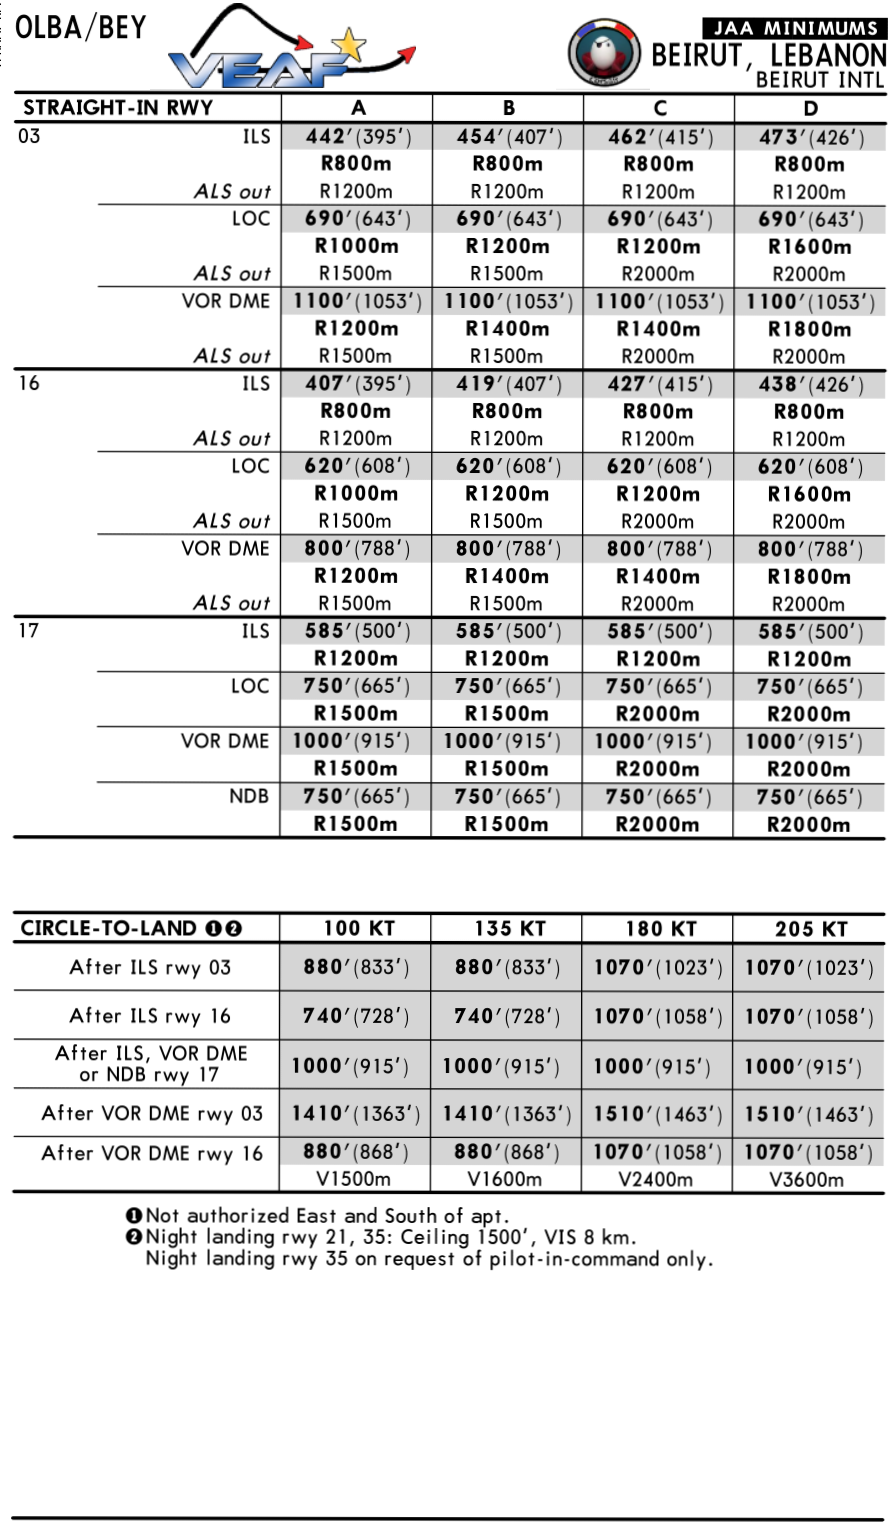 OLBA/BEY
VEAF
JAA MINIMUMS
BEIRUT, LEBANON
BEIRUT INTL
STRAIGHT-IN RWY A B C D
03 ILS 442′(395′) 454′(407′) 462′(415′) 473′(426′)
R800m R800m R800m R800m
ALS out R1200m R1200m R1200m R1200m
LOC 690′(643′) 690′(643′) 690′(643′) 690′(643′)
R1000m R1200m R1200m R1600m
ALS out R1500m R1500m R2000m R2000m
VOR DME 1100′(1053′) 1100′(1053′) 1100′(1053′) 1100′(1053′)
R1200m R1400m R1400m R1800m
ALS out R1500m R1500m R2000m R2000m
16 ILS 407′(395′) 419′(407′) 427′(415′) 438′(426′)
R800m R800m R800m R800m
ALS out R1200m R1200m R1200m R1200m
LOC 620′(608′) 620′(608′) 620′(608′) 620′(608′)
R1000m R1200m R1200m R1600m
ALS out R1500m R1500m R2000m R2000m
VOR DME 800′(788′) 800′(788′) 800′(788′) 800′(788′)
R1200m R1400m R1400m R1800m
ALS out R1500m R1500m R2000m R2000m
17 ILS 585′(500′) 585′(500′) 585′(500′) 585′(500′)
R1200m R1200m R1200m R1200m
LOC 750′(665′) 750′(665′) 750′(665′) 750′(665′)
R1500m R1500m R2000m R2000m
VOR DME 1000′(915′) 1000′(915′) 1000′(915′) 1000′(915′)
R1500m R1500m R2000m R2000m
NDB 750′(665′) 750′(665′) 750′(665′) 750′(665′)
R1500m R1500m R2000m R2000m
CIRCLE-TO-LAND ❶❷ 100 KT 135 KT 180 KT 205 KT
After ILS rwy 03 880′(833′) 880′(833′) 1070′(1023′) 1070′(1023′)
After ILS rwy 16 740′(728′) 740′(728′) 1070′(1058′) 1070′(1058′)
After ILS, VOR DME
or NDB rwy 17 1000′(915′) 1000′(915′) 1000′(915′) 1000′(915′)
After VOR DME rwy 03 1410′(1363′) 1410′(1363′) 1510′(1463′) 1510′(1463′)
After VOR DME rwy 16 880′(868′) 880′(868′) 1070′(1058′) 1070′(1058′)
V1500m V1600m V2400m V3600m
❶Not authorized East and South of apt.
❷Night landing rwy 21, 35: Ceiling 1500′, VIS 8 km.
Night landing rwy 35 on request of pilot-in-command only.